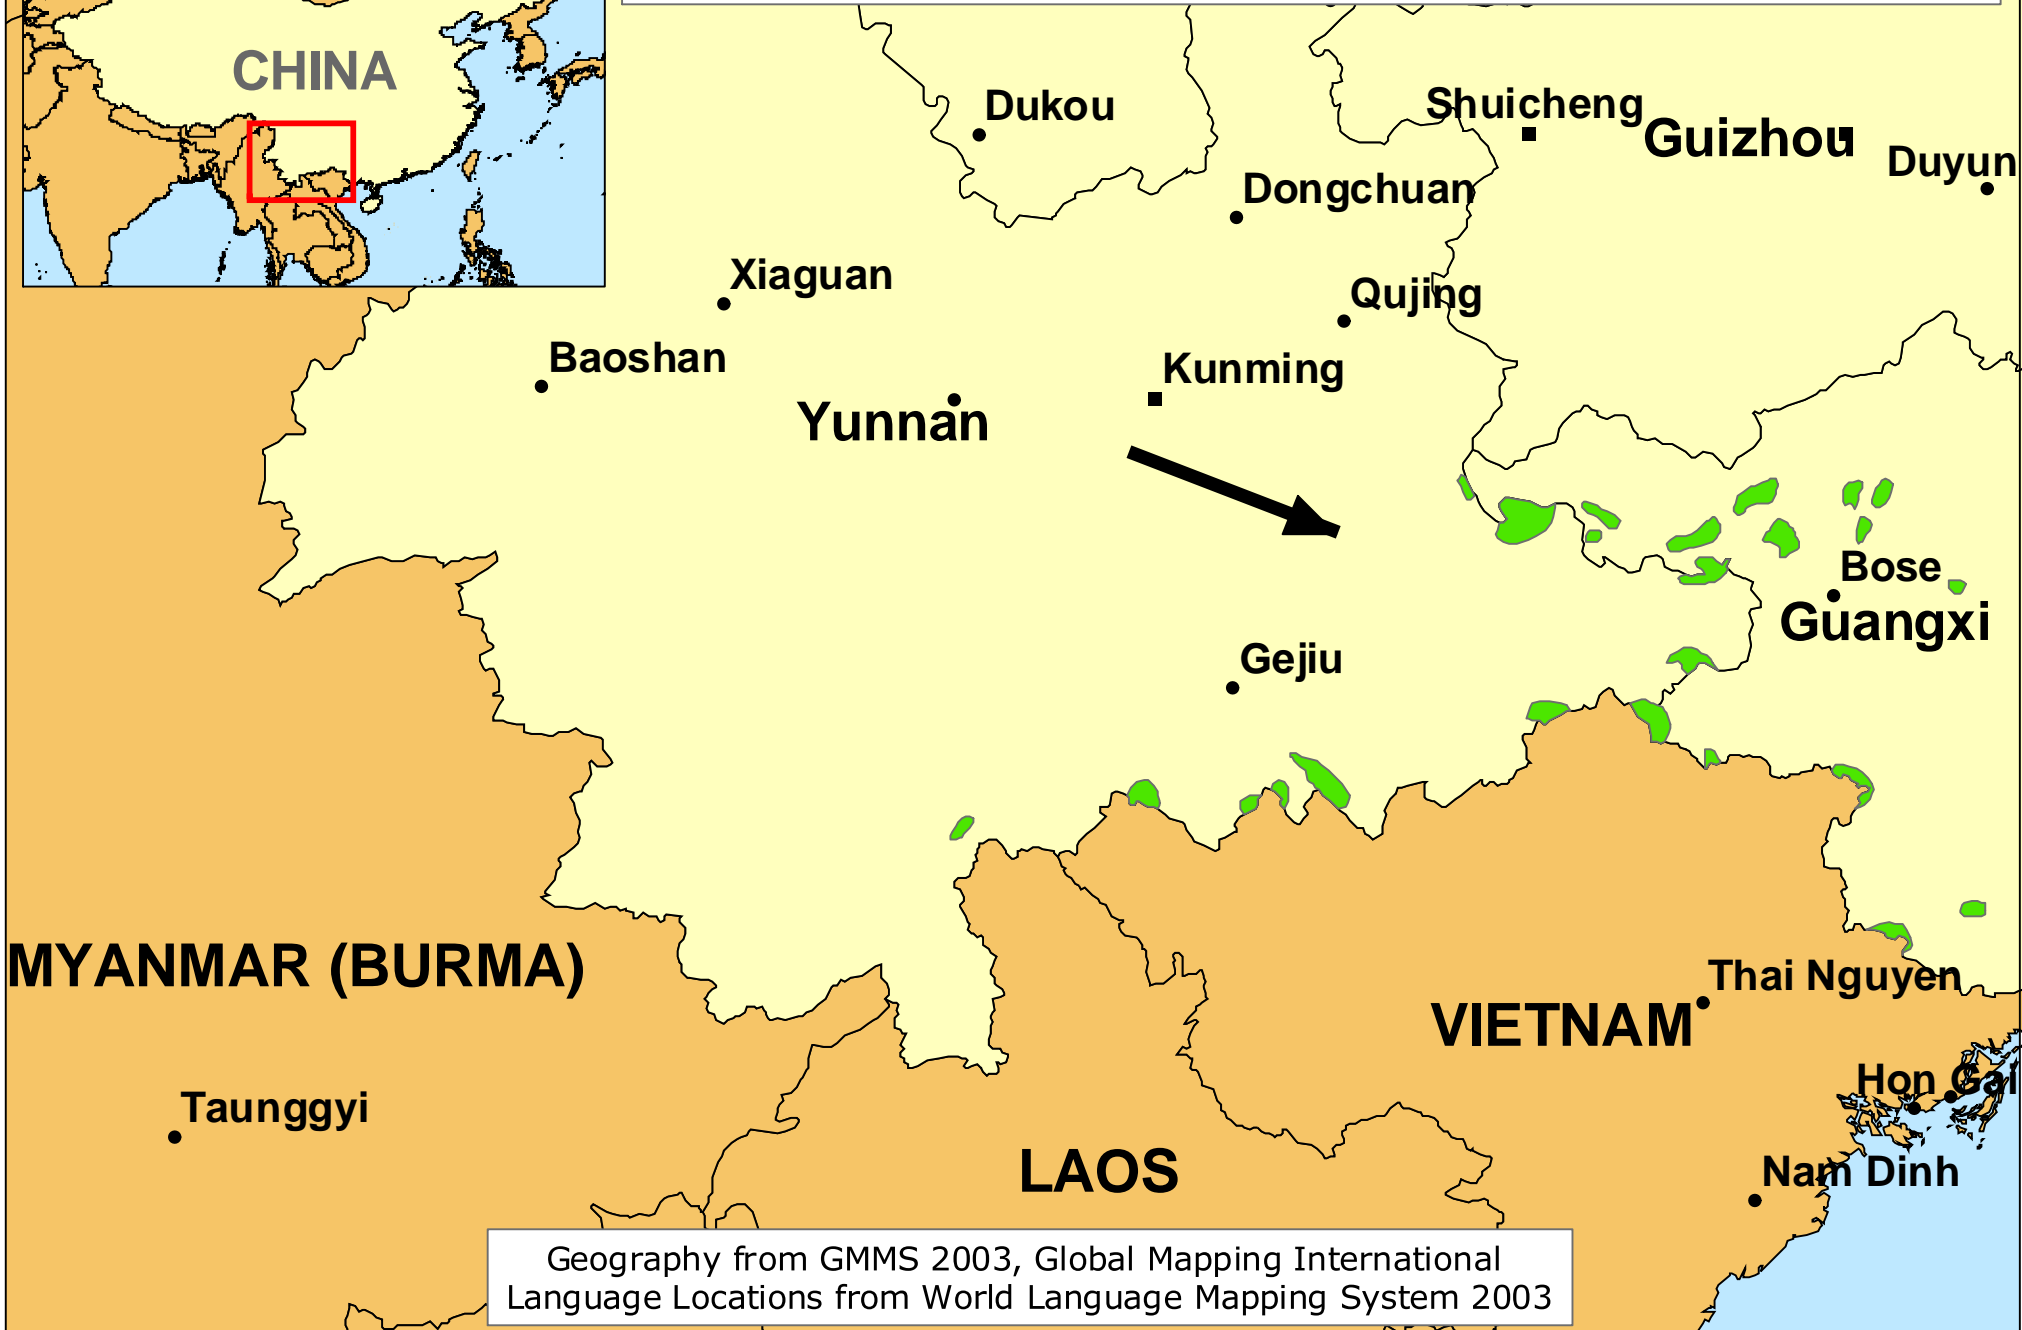 CHINA
Dukou
Shuicheng
Guizhou
Duyun
Dongchuan
Xiaguan
Qujing
Baoshan
Kunming
Yunnan
Bose
Guangxi
Gejiu
MYANMAR (BURMA)
Thai Nguyen
VIETNAM
Hon Gai
Taunggyi
LAOS
Nam Dinh
Geography from GMMS 2003, Global Mapping International
Language Locations from World Language Mapping System 2003